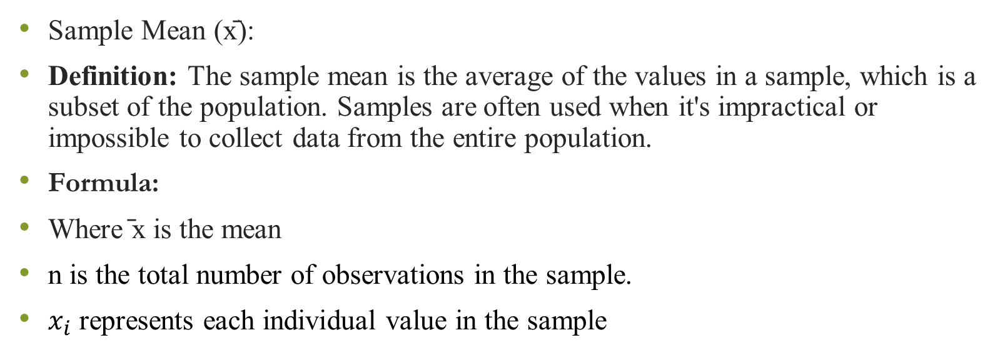 • Sample Mean (x̄):
• Definition: The sample mean is the average of the values in a sample, which is a
subset of the population. Samples are often used when it's impractical or
impossible to collect data from the entire population.
• Formula:
• Where x̄ is the mean
• n is the total number of observations in the sample.
• 𝑥ᵢ represents each individual value in the sample